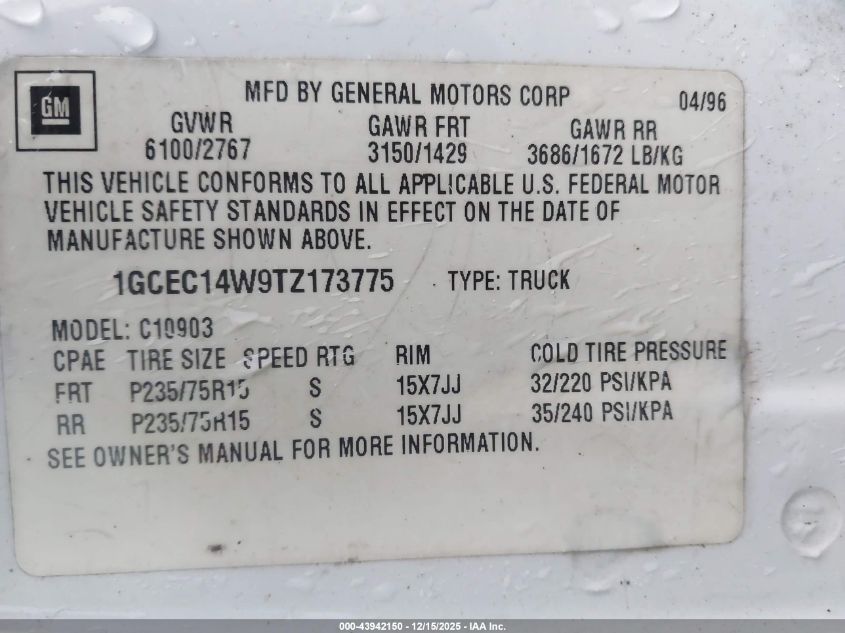 GM
MFD BY GENERAL MOTORS CORP 04/96
GVWR GAWR FRT GAWR RR
6100/2767 3150/1429 3686/1672 LB/KG
THIS VEHICLE CONFORMS TO ALL APPLICABLE U.S. FEDERAL MOTOR
VEHICLE SAFETY STANDARDS IN EFFECT ON THE DATE OF
MANUFACTURE SHOWN ABOVE.
1GCEC14W9TZ173775 TYPE: TRUCK
MODEL: C10903
CPAE TIRE SIZE SPEED RTG RIM COLD TIRE PRESSURE
FRT P235/75R15 S 15X7JJ 32/220 PSI/KPA
RR P235/75R15 S 15X7JJ 35/240 PSI/KPA
SEE OWNER'S MANUAL FOR MORE INFORMATION.
000-43942150 - 12/15/2025 - IAA Inc.